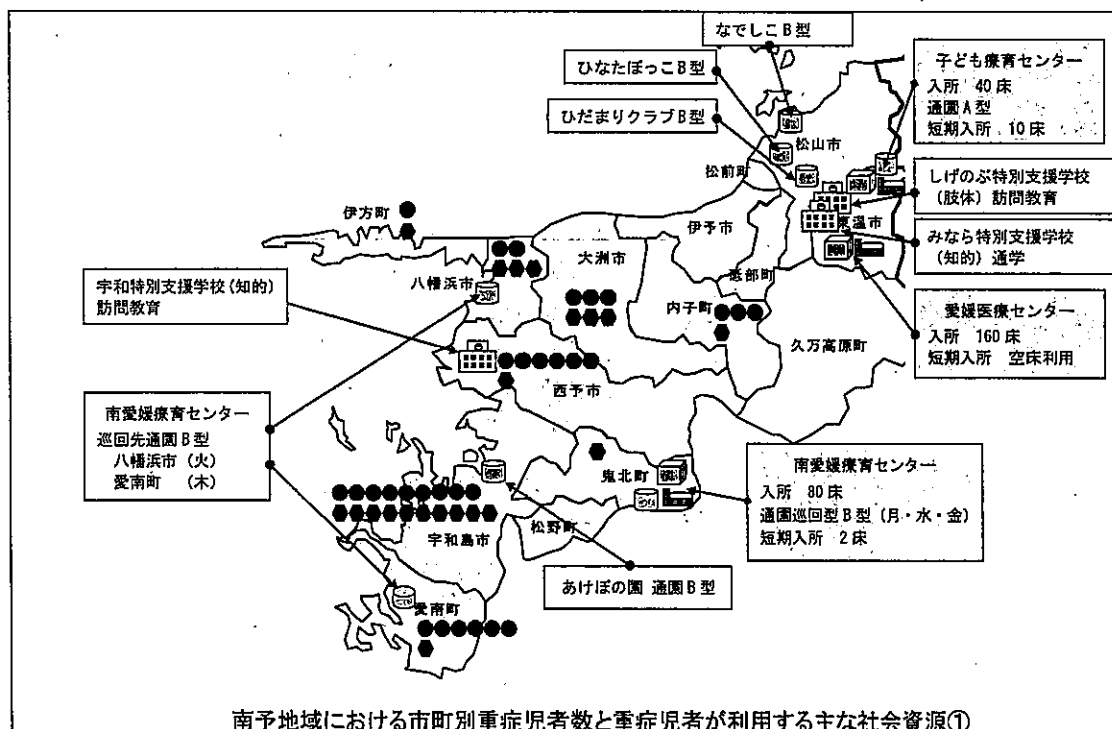 なでしこB型
ひなたぼっこB型
ひだまりクラブB型
子ども療育センター
入所 40床
通園A型
短期入所 10床
しげのぶ特別支援学校
（肢体）訪問教育
みなら特別支援学校
（知的）通学
愛媛医療センター
入所 160床
短期入所 空床利用
松山市
松前町
東温市
伊予市
砥部町
伊方町
大洲市
八幡浜市
内子町
久万高原町
宇和特別支援学校(知的)
訪問教育
西予市
南愛媛療育センター
巡回先通園B型
八幡浜市 （火）
愛南町 （木）
鬼北町
南愛媛療育センター
入所 80床
通園巡回型B型（月・水・金）
短期入所 2床
松野町
宇和島市
あけぼの園 通園B型
愛南町
南予地域における市町別重症児者数と重症児者が利用する主な社会資源①